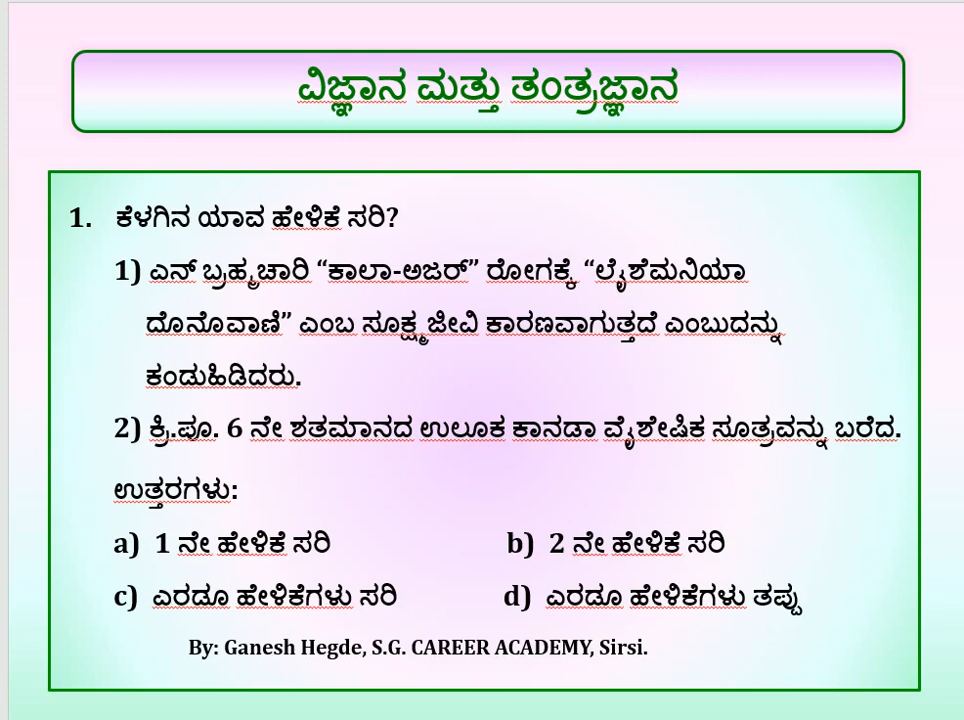 ವಿಜ್ಞಾನ ಮತ್ತು ತಂತ್ರಜ್ಞಾನ
1. ಕೆಳಗಿನ ಯಾವ ಹೇಳಿಕೆ ಸರಿ?
1) ಎನ್ ಬ್ರಹ್ಮಚಾರಿ “ಕಾಲಾ-ಅಜರ್” ರೋಗಕ್ಕೆ “ಲೈಶೆಮನಿಯಾ
ದೊನೊವಾಣಿ” ಎಂಬ ಸೂಕ್ಷ್ಮಜೀವಿ ಕಾರಣವಾಗುತ್ತದೆ ಎಂಬುದನ್ನು
ಕಂಡುಹಿಡಿದರು.
2) ಕ್ರಿ.ಪೂ. 6 ನೇ ಶತಮಾನದ ಉಲೂಕ ಕಾನಡಾ ವೈಶೇಷಿಕ ಸೂತ್ರವನ್ನು ಬರೆದ.
ಉತ್ತರಗಳು:
a) 1 ನೇ ಹೇಳಿಕೆ ಸರಿ b) 2 ನೇ ಹೇಳಿಕೆ ಸರಿ
c) ಎರಡೂ ಹೇಳಿಕೆಗಳು ಸರಿ d) ಎರಡೂ ಹೇಳಿಕೆಗಳು ತಪ್ಪು
By: Ganesh Hegde, S.G. CAREER ACADEMY, Sirsi.